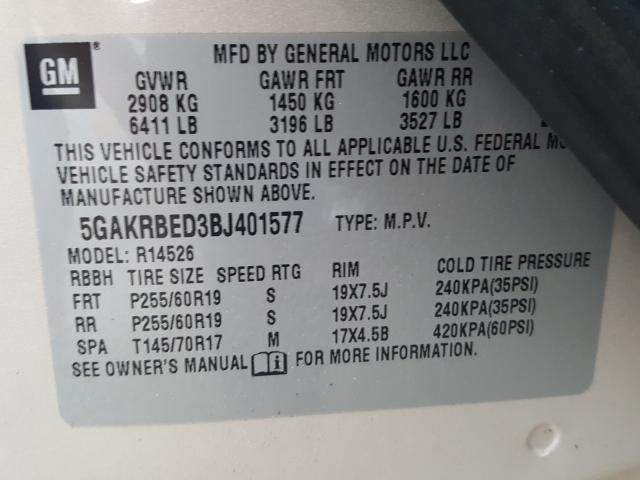 GM
MFD BY GENERAL MOTORS LLC
GVWR GAWR FRT GAWR RR
2908 KG 1450 KG 1600 KG
6411 LB 3196 LB 3527 LB
THIS VEHICLE CONFORMS TO ALL APPLICABLE U.S. FEDERAL
VEHICLE SAFETY STANDARDS IN EFFECT ON THE DATE OF
MANUFACTURE SHOWN ABOVE.
5GAKRBED3BJ401577 TYPE: M.P.V.
MODEL: R14526
RBBH TIRE SIZE SPEED RTG RIM COLD TIRE PRESSURE
FRT P255/60R19 S 19X7.5J 240KPA(35PSI)
RR P255/60R19 S 19X7.5J 240KPA(35PSI)
SPA T145/70R17 M 17X4.5B 420KPA(60PSI)
SEE OWNER'S MANUAL i FOR MORE INFORMATION.